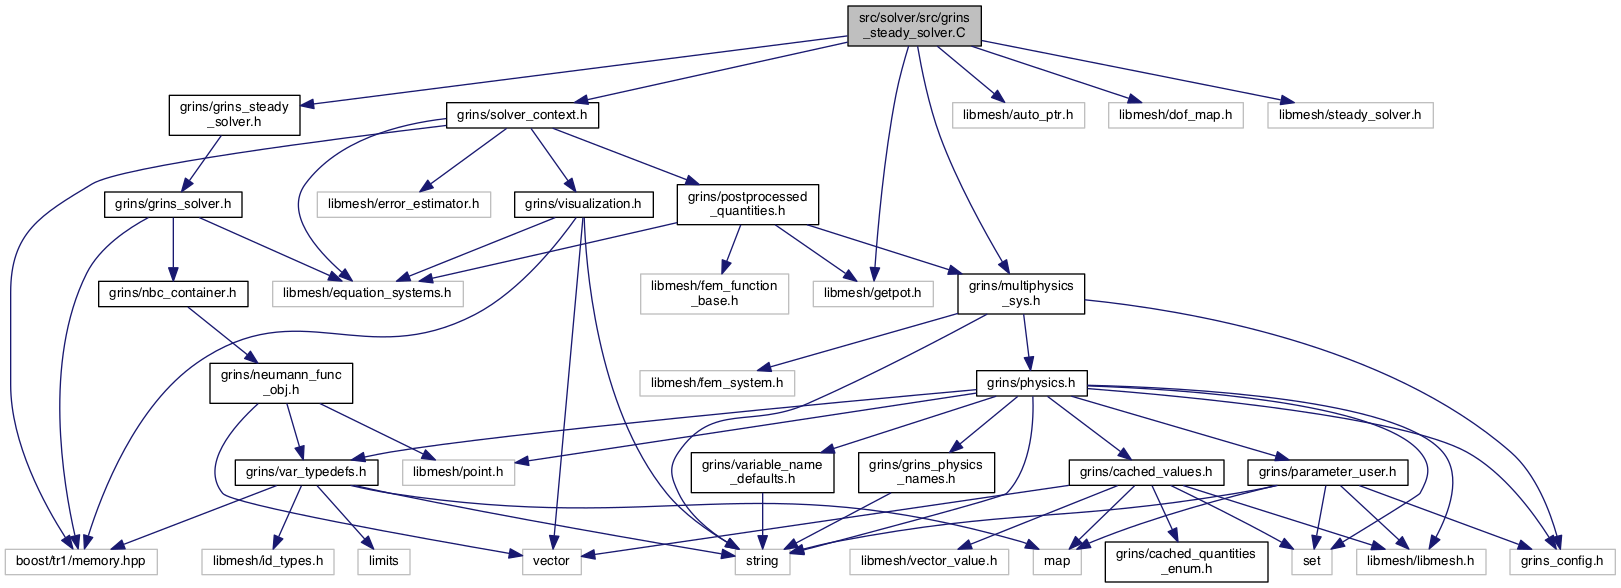 src/solver/src/grins
_steady_solver.C
grins/grins_steady
_solver.h
grins/solver_context.h
libmesh/auto_ptr.h
libmesh/dof_map.h
libmesh/steady_solver.h
grins/grins_solver.h
libmesh/error_estimator.h
grins/visualization.h
grins/postprocessed
_quantities.h
grins/nbc_container.h
libmesh/equation_systems.h
libmesh/fem_function
_base.h
libmesh/getpot.h
grins/multiphysics
_sys.h
grins/neumann_func
_obj.h
libmesh/fem_system.h
grins/physics.h
grins/var_typedefs.h
libmesh/point.h
grins/variable_name
_defaults.h
grins/grins_physics
_names.h
grins/cached_values.h
grins/parameter_user.h
boost/tr1/memory.hpp
libmesh/id_types.h
limits
vector
string
libmesh/vector_value.h
map
grins/cached_quantities
_enum.h
set
libmesh/libmesh.h
grins_config.h